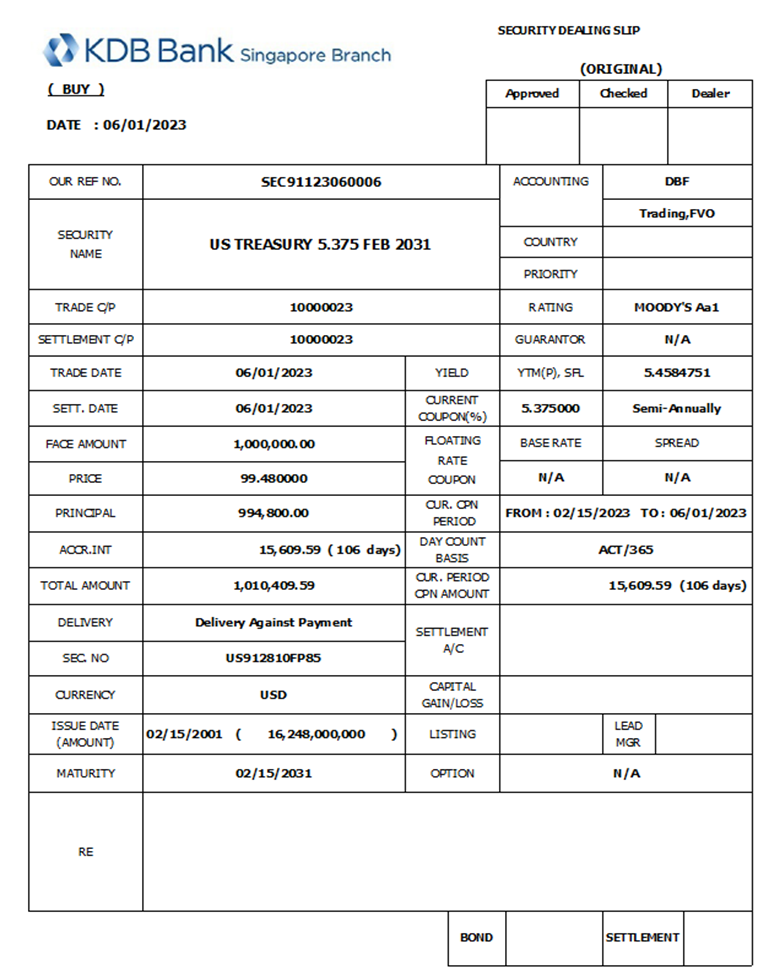 SECURITY DEALING SLIP
KDB Bank Singapore Branch
(ORIGINAL)
( BUY )
Approved Checked Dealer
DATE : 06/01/2023
OUR REF NO. SEC91123060006 ACCOUNTING DBF
Trading,FVO
SECURITY
NAME
US TREASURY 5.375 FEB 2031
COUNTRY
PRIORITY
TRADE C/P 10000023 RATING MOODY'S Aa1
SETTLEMENT C/P 10000023 GUARANTOR N/A
TRADE DATE 06/01/2023 YIELD YTM(P), SFL 5.4584751
SETT. DATE 06/01/2023 CURRENT
COUPON(%) 5.375000 Semi-Annually
FACE AMOUNT 1,000,000.00 FLOATING
RATE
COUPON
BASE RATE SPREAD
PRICE 99.480000 N/A N/A
PRINCIPAL 994,800.00 CUR. CPN
PERIOD FROM : 02/15/2023 TO : 06/01/2023
ACCR.INT 15,609.59 ( 106 days) DAY COUNT
BASIS ACT/365
TOTAL AMOUNT 1,010,409.59 CUR. PERIOD
CPN AMOUNT 15,609.59 (106 days)
DELIVERY Delivery Against Payment SETTLEMENT
A/C
SEC. NO US912810FP85
CURRENCY USD CAPITAL
GAIN/LOSS
ISSUE DATE
(AMOUNT) 02/15/2001 ( 16,248,000,000 ) LISTING LEAD
MGR
MATURITY 02/15/2031 OPTION N/A
RE
BOND SETTLEMENT